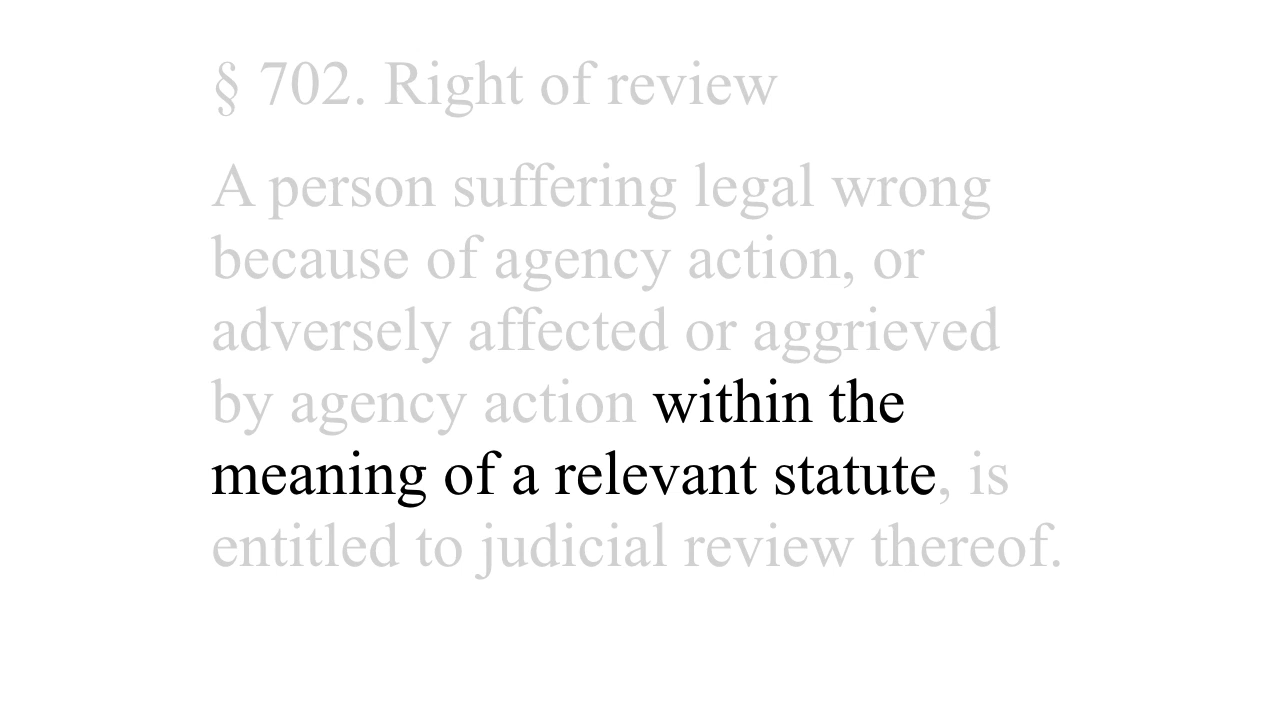 § 702. Right of review
A person suffering legal wrong
because of agency action, or
adversely affected or aggrieved
by agency action within the
meaning of a relevant statute, is
entitled to judicial review thereof.